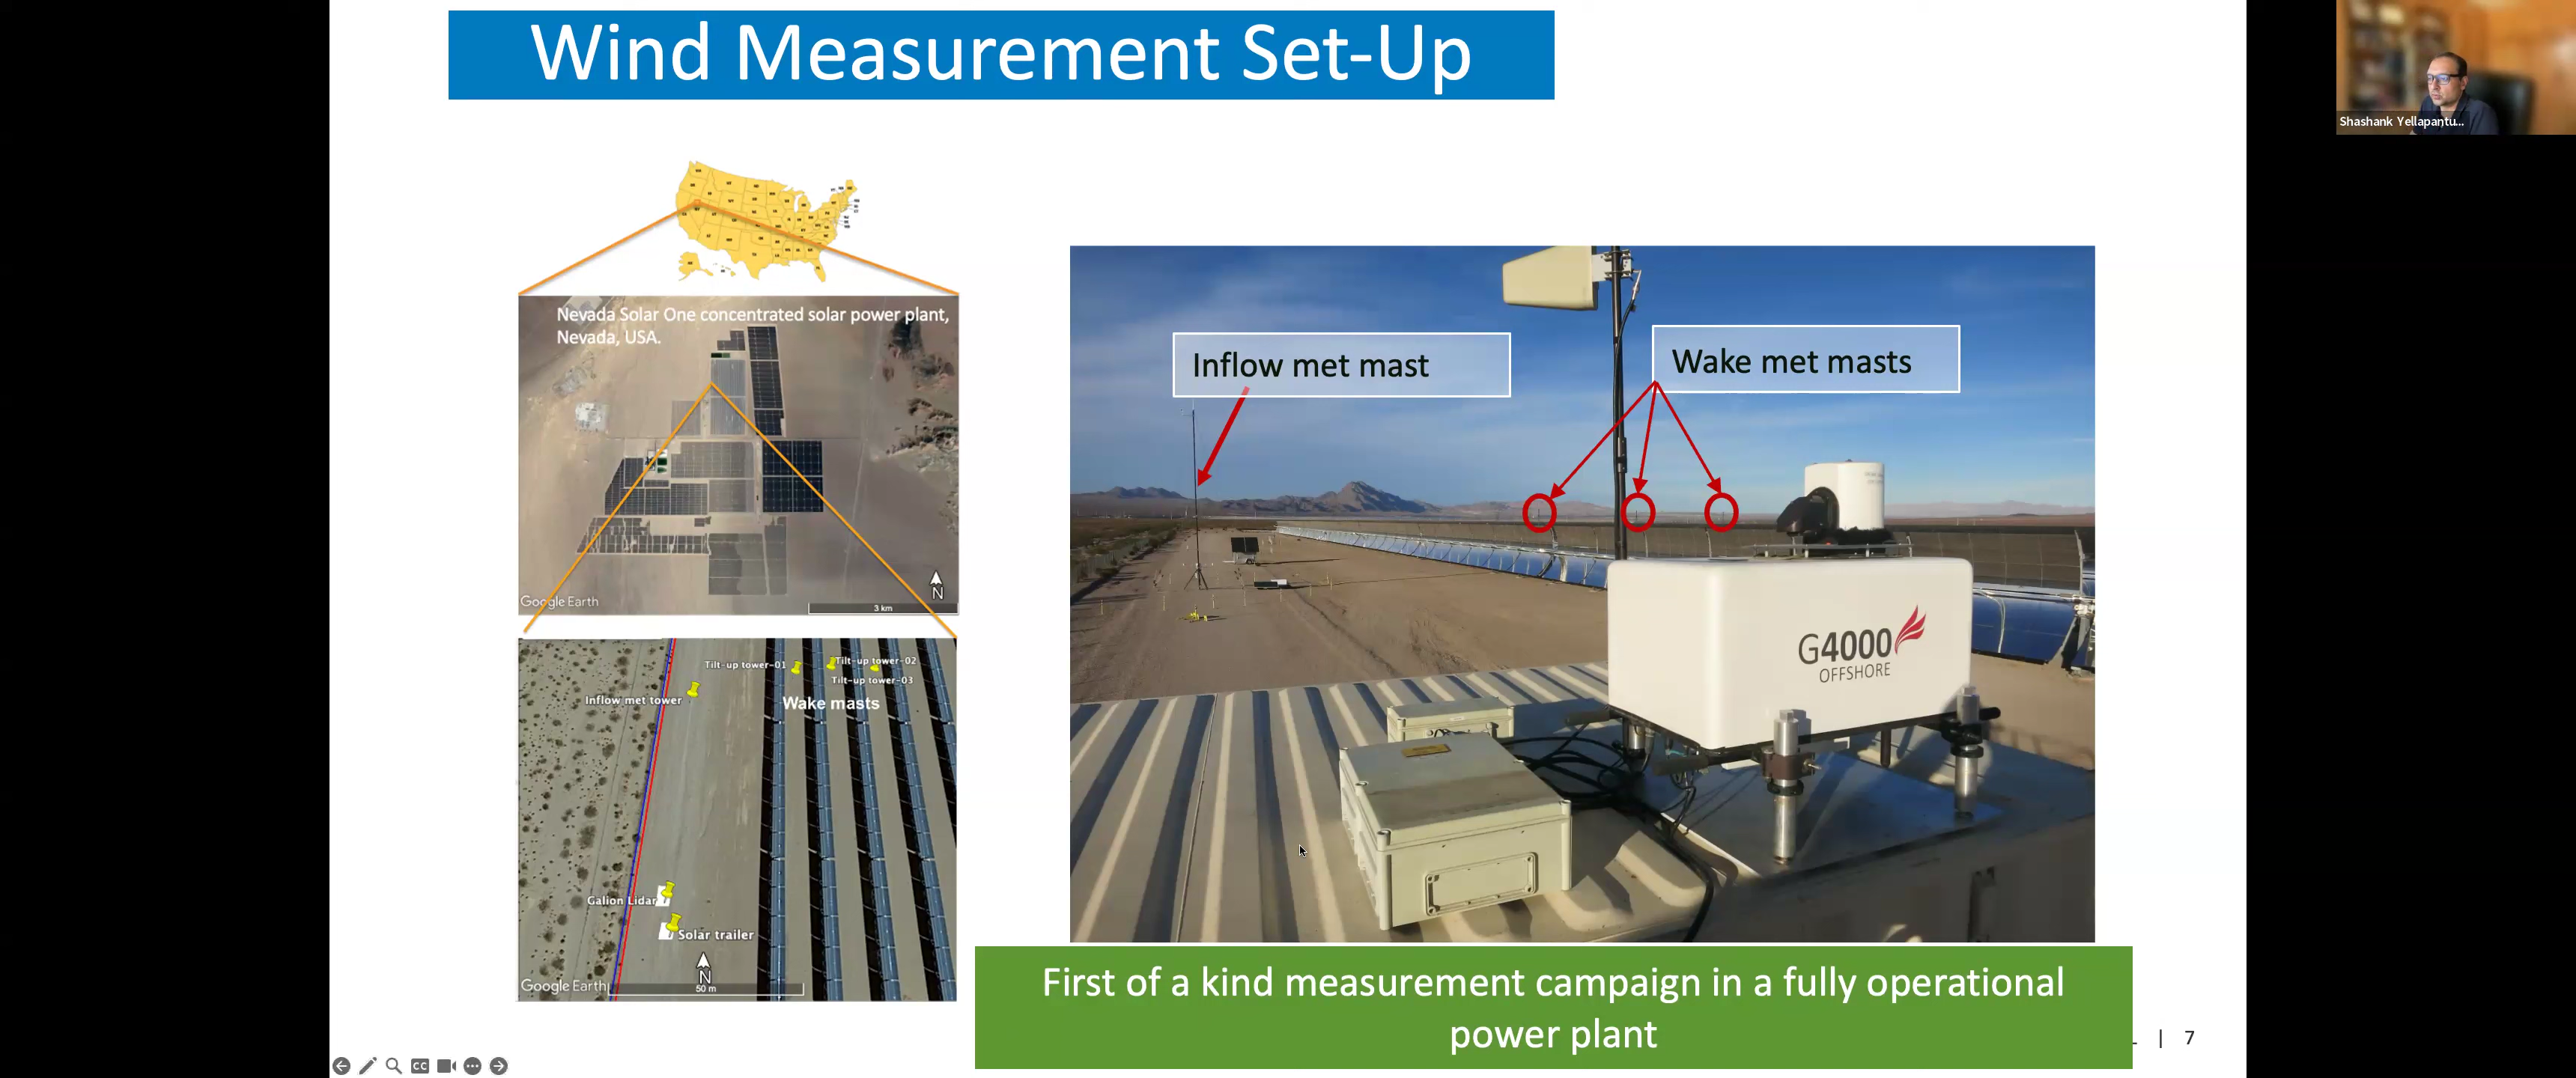 Wind Measurement Set-Up
Shashank Yellapantu...
Nevada Solar One concentrated solar power plant,
Nevada, USA.
N
Google Earth
3 km
Inflow met mast
Wake met masts
G4000
OFFSHORE
Tilt-up tower-01
Tilt-up tower-02
Tilt-up tower-03
Inflow met tower
Wake masts
Galion Lidar
Solar trailer
N
Google Earth
50 m
First of a kind measurement campaign in a fully operational
power plant
| 7
CC